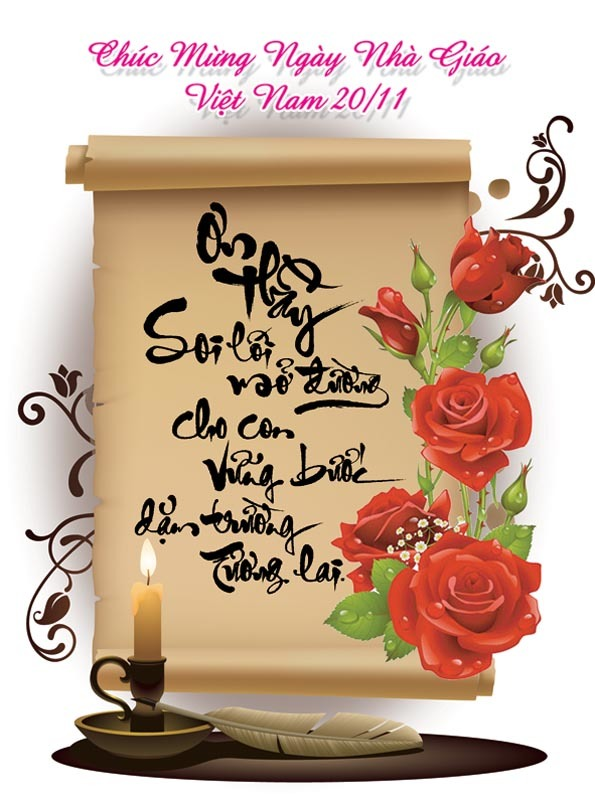 Chúc Mừng Ngày Nhà Giáo
Việt Nam 20/11
Ơn
thầy
Soi lối
mở đường
cho con
vững bước
dặm trường
Tương lai.